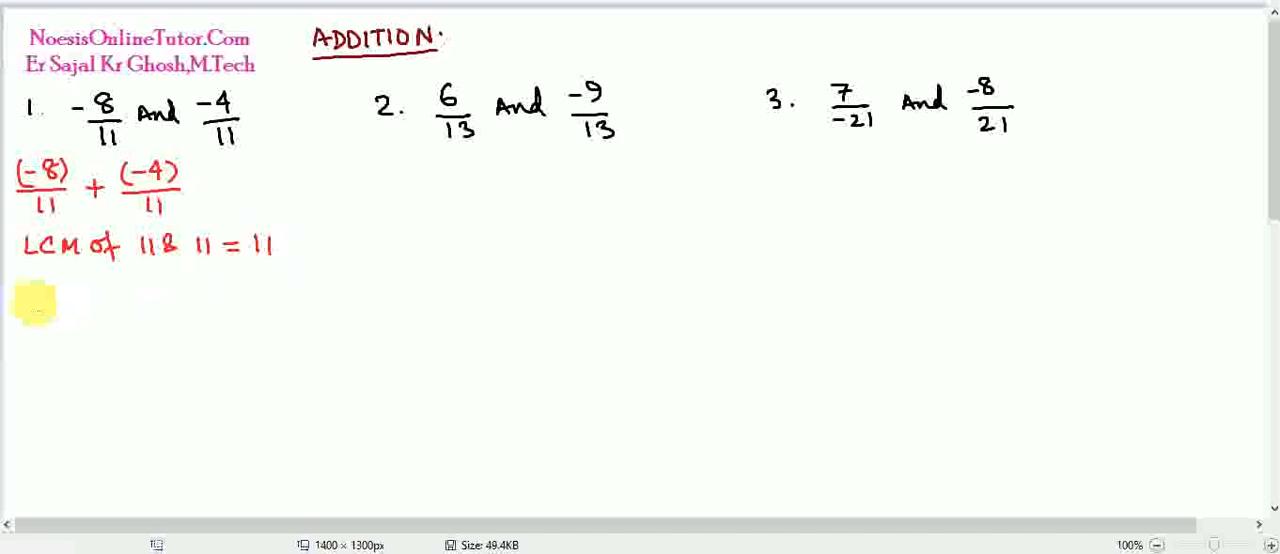 NoesisOnlineTutor.Com
Er Sajal Kr Ghosh,M.Tech
ADDITION.
1. -8/11 And -4/11
2. 6/13 And -9/13
3. 7/-21 And -8/21
(-8)/11 + (-4)/11
LCM of 11 & 11 = 11
1400 × 1300px
Size: 49.4KB
100%